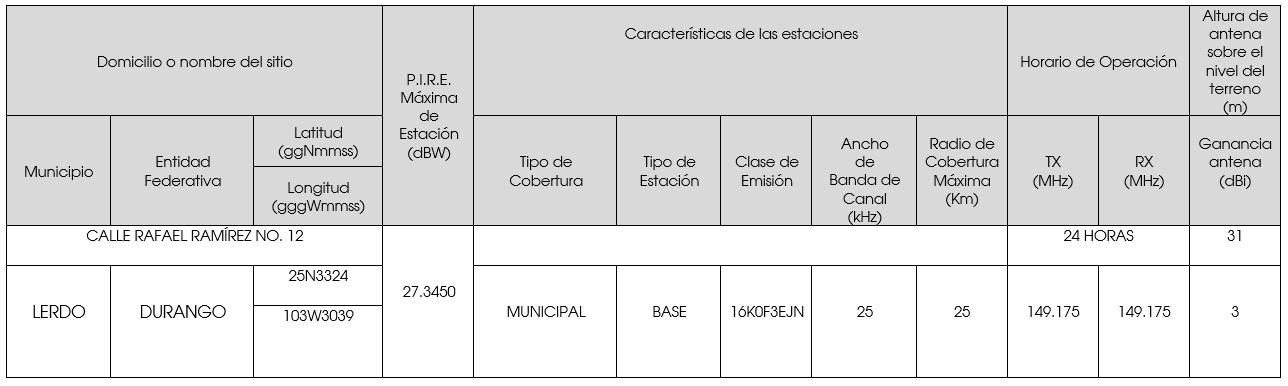 Domicilio o nombre del sitio
P.I.R.E.
Máxima
de
Estación
(dBW)
Características de las estaciones
Horario de Operación
Altura de
antena
sobre el
nivel del
terreno
(m)
Municipio
Entidad
Federativa
Latitud
(ggNmmss)
Longitud
(gggWmmss)
Tipo de
Cobertura
Tipo de
Estación
Clase de
Emisión
Ancho
de
Banda de
Canal
(kHz)
Radio de
Cobertura
Máxima
(Km)
TX
(MHz)
RX
(MHz)
Ganancia
antena
(dBi)
CALLE RAFAEL RAMÍREZ NO. 12
27.3450
24 HORAS
31
LERDO
DURANGO
25N3324
103W3039
MUNICIPAL
BASE
16K0F3EJN
25
25
149.175
149.175
3